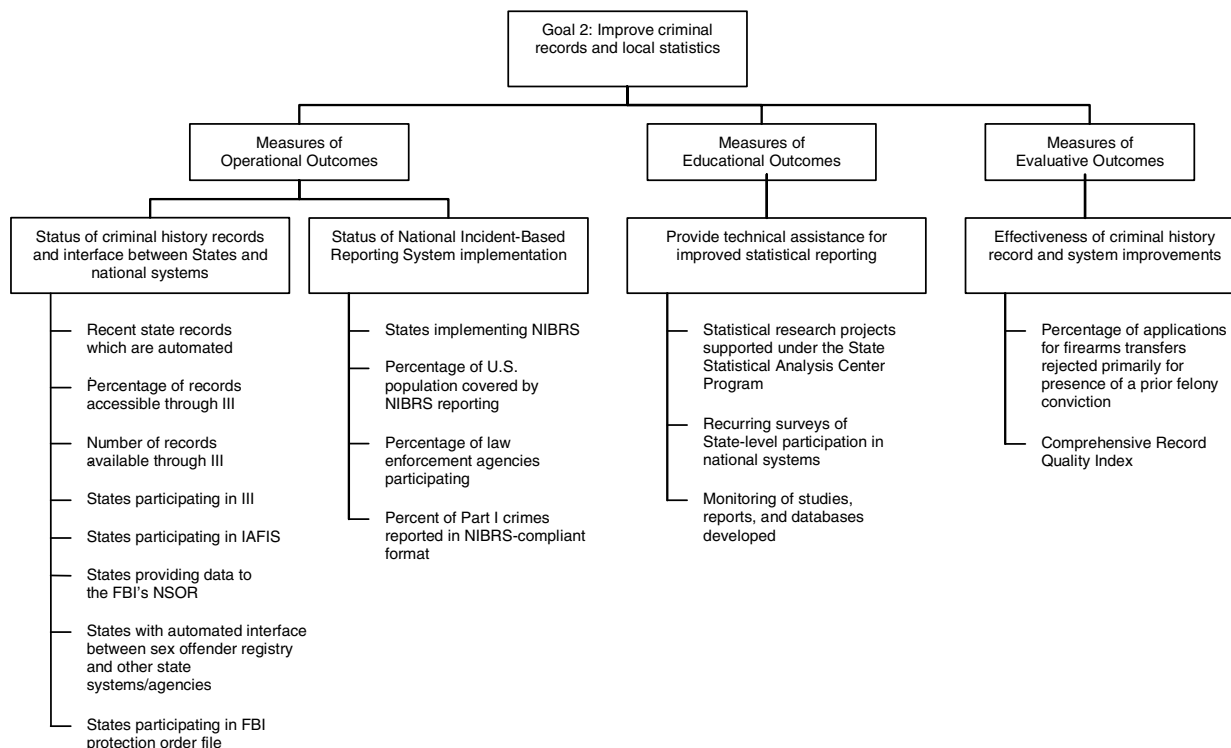 Goal 2: Improve criminal
records and local statistics
Measures of
Operational Outcomes
Measures of
Educational Outcomes
Measures of
Evaluative Outcomes
Status of criminal history records
and interface between States and
national systems
Status of National Incident-Based
Reporting System implementation
Provide technical assistance for
improved statistical reporting
Effectiveness of criminal history
record and system improvements
Recent state records
which are automated
Percentage of records
accessible through III
Number of records
available through III
States participating in III
States participating in IAFIS
States providing data to
the FBI's NSOR
States with automated interface
between sex offender registry
and other state
systems/agencies
States participating in FBI
protection order file
States implementing NIBRS
Percentage of U.S.
population covered by
NIBRS reporting
Percentage of law
enforcement agencies
participating
Percent of Part I crimes
reported in NIBRS-compliant
format
Statistical research projects
supported under the State
Statistical Analysis Center
Program
Recurring surveys of
State-level participation in
national systems
Monitoring of studies,
reports, and databases
developed
Percentage of applications
for firearms transfers
rejected primarily for
presence of a prior felony
conviction
Comprehensive Record
Quality Index